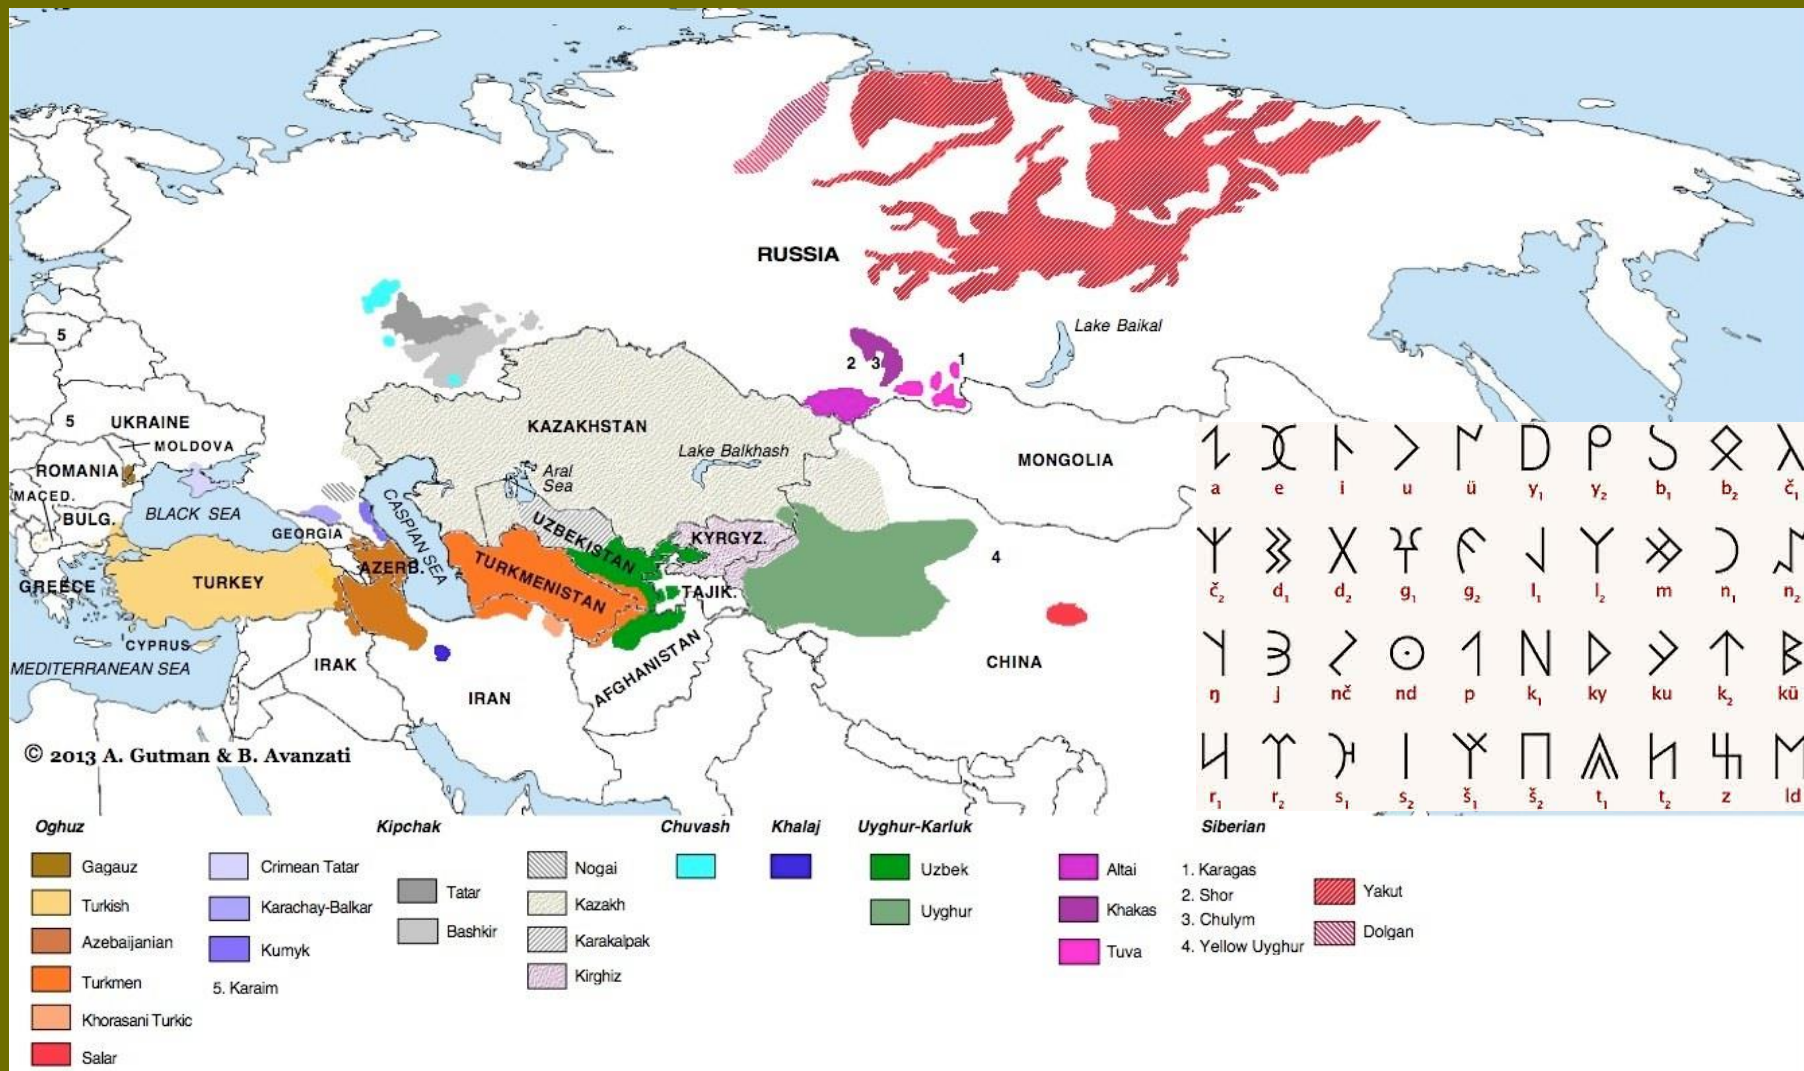 RUSSIA
Lake Baikal
5
2
3
1
5
UKRAINE
MOLDOVA
KAZAKHSTAN
Lake Balkhash
MONGOLIA
ROMANIA
Aral
Sea
MACED.
BULG.
BLACK SEA
CASPIAN SEA
GEORGIA
UZBEKISTAN
KYRGYZ.
4
GREECE
TURKEY
AZERB.
TURKMENISTAN
TAJIK.
CYPRUS
MEDITERRANEAN SEA
IRAK
IRAN
AFGHANISTAN
CHINA
© 2013 A. Gutman & B. Avanzati
a e i u ü y₁ y₂ b₁ b₂ č₁
č₂ d₁ d₂ g₁ g₂ l₁ l₂ m n₁ n₂
ŋ j nč nd p k₁ ky ku k₂ kü
r₁ r₂ s₁ s₂ š₁ š₂ t₁ t₂ z ld
Oghuz
Gagauz
Turkish
Azebaijanian
Turkmen
Khorasani Turkic
Salar
Kipchak
Crimean Tatar
Karachay-Balkar
Kumyk
5. Karaim
Tatar
Bashkir
Nogai
Kazakh
Karakalpak
Kirghiz
Chuvash
Khalaj
Uyghur-Karluk
Uzbek
Uyghur
Siberian
Altai
Khakas
Tuva
1. Karagas
2. Shor
3. Chulym
4. Yellow Uyghur
Yakut
Dolgan